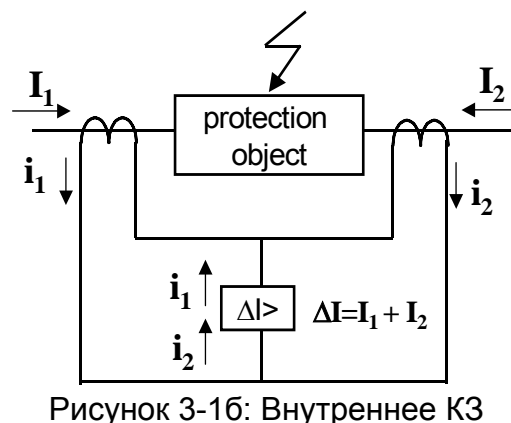 I₁
I₂
protection
object
i₁
i₂
i₁
ΔI>
ΔI=I₁ + I₂
i₂
Рисунок 3-1б: Внутреннее КЗ